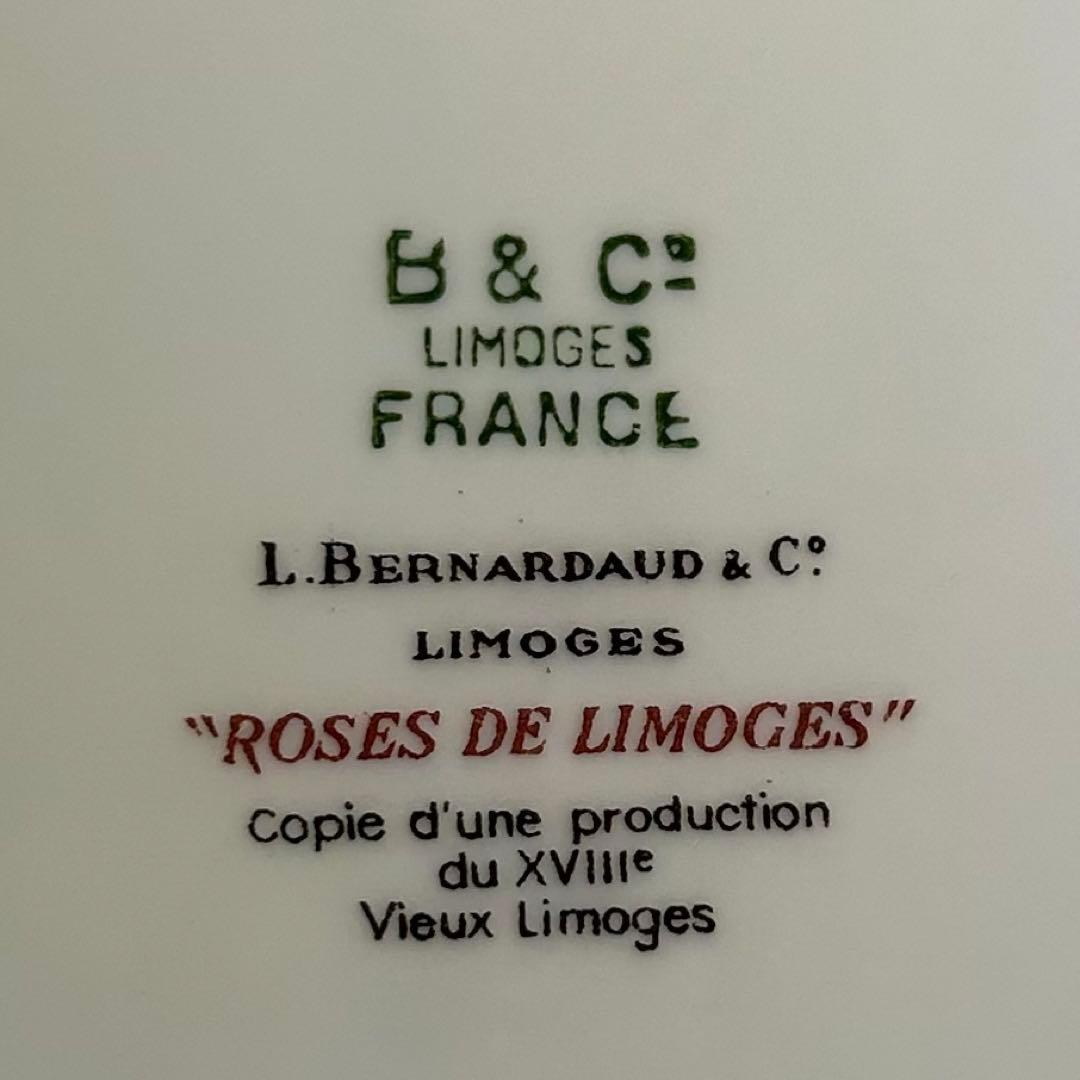 B & Cº
LIMOGES
FRANCE
L. BERNARDAUD & Cº.
LIMOGES
"ROSES DE LIMOGES"
Copie d'une production
du XVIIIe
Vieux Limoges